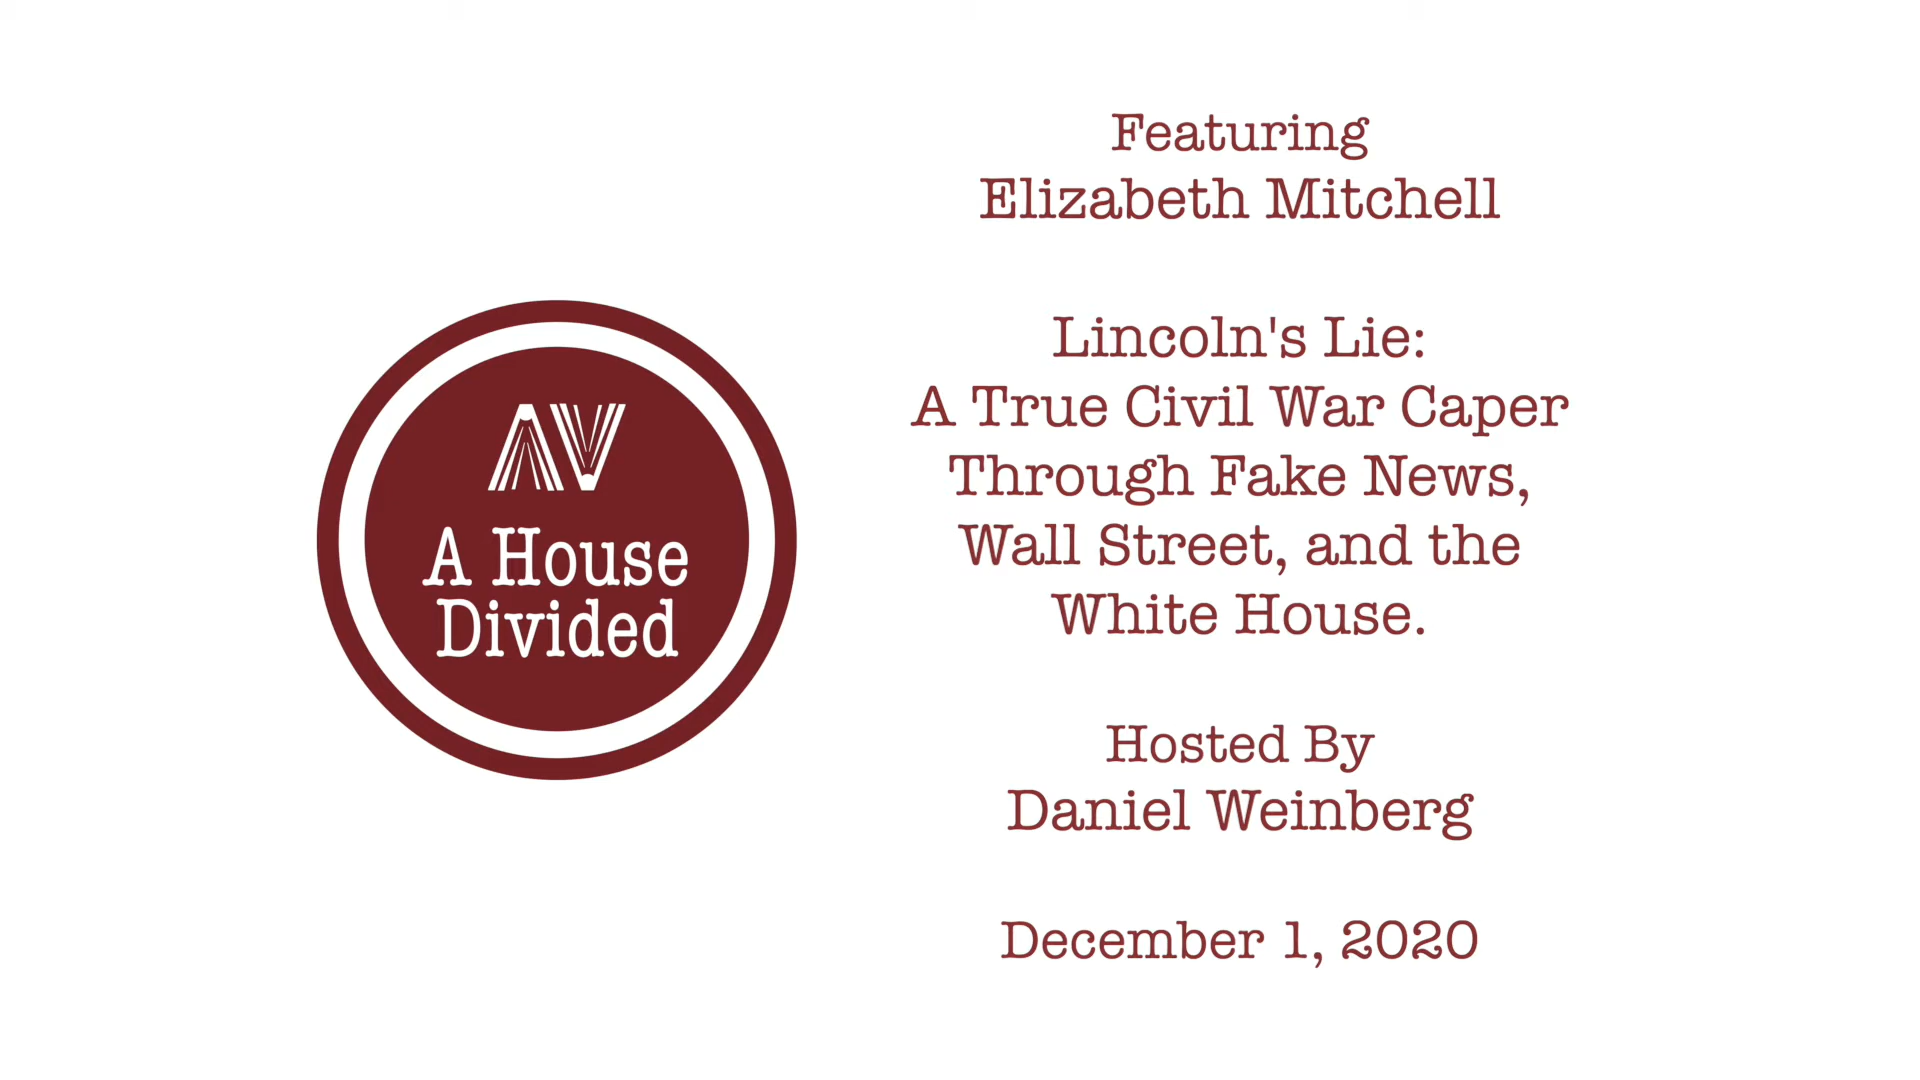 AV
A House
Divided
Featuring
Elizabeth Mitchell
Lincoln's Lie:
A True Civil War Caper
Through Fake News,
Wall Street, and the
White House.
Hosted By
Daniel Weinberg
December 1, 2020